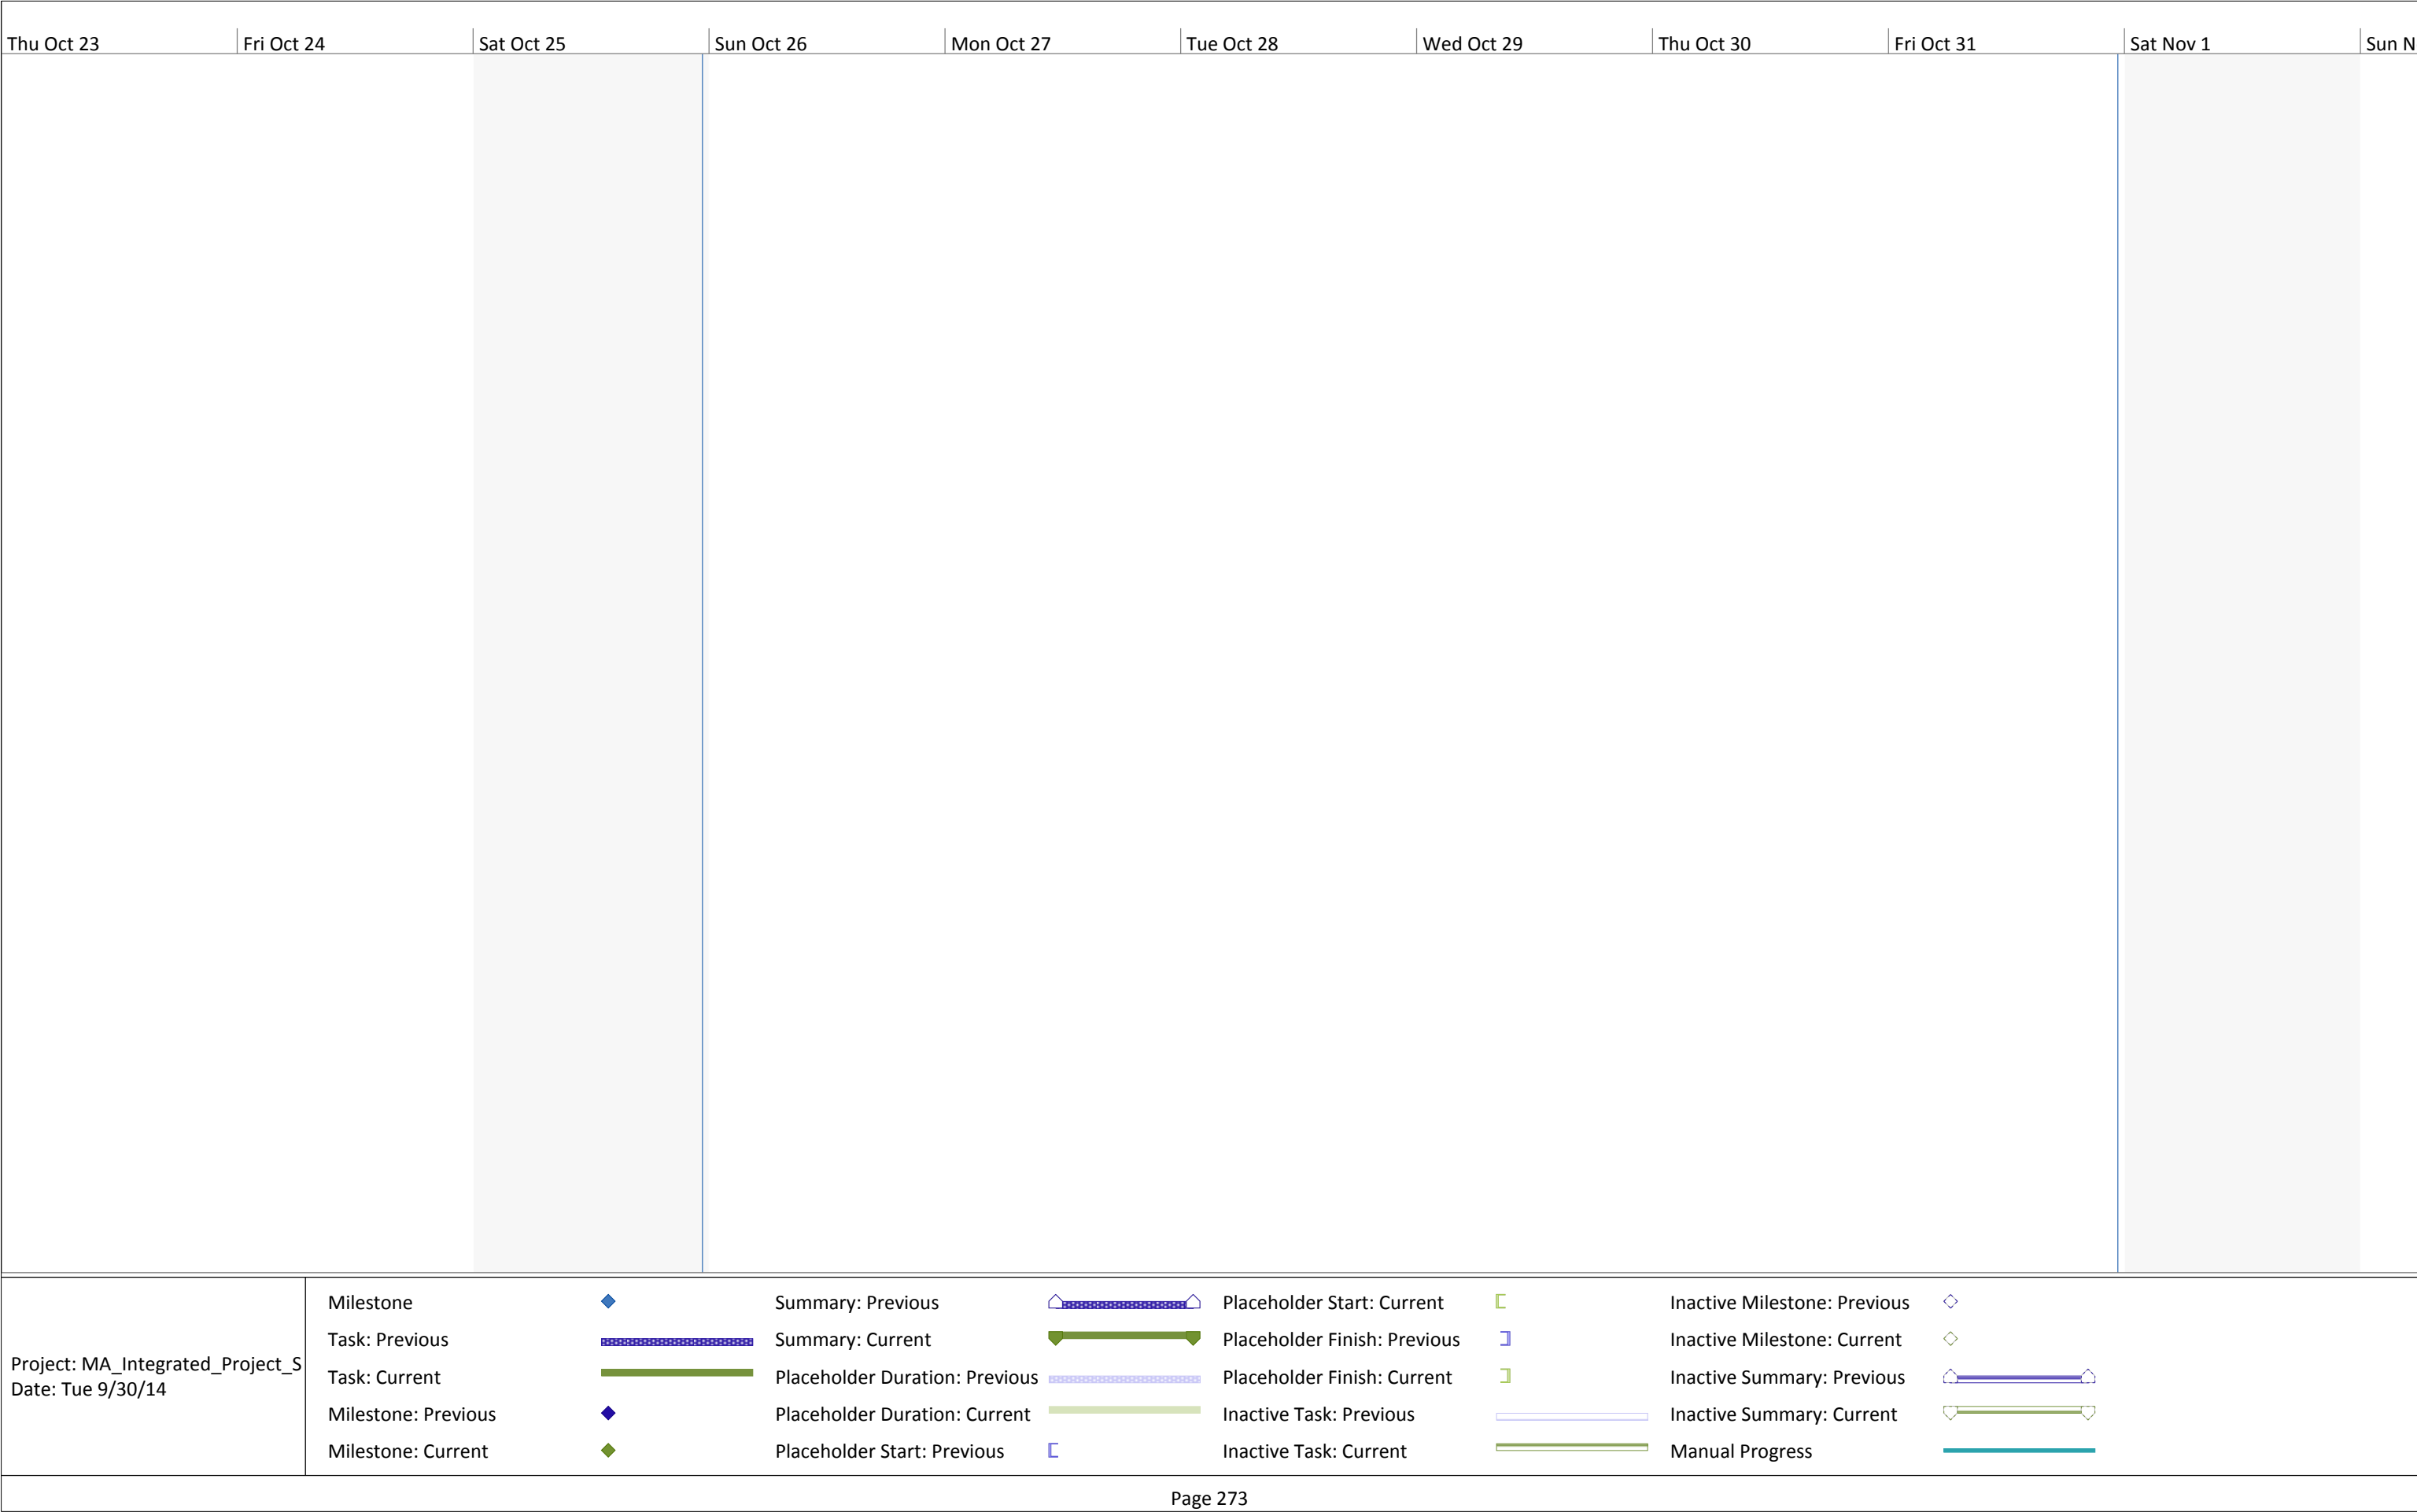 Thu Oct 23 Fri Oct 24 Sat Oct 25 Sun Oct 26 Mon Oct 27 Tue Oct 28 Wed Oct 29 Thu Oct 30 Fri Oct 31 Sat Nov 1 Sun N
Project: MA_Integrated_Project_S
Date: Tue 9/30/14
Milestone
Task: Previous
Task: Current
Milestone: Previous
Milestone: Current
Summary: Previous
Summary: Current
Placeholder Duration: Previous
Placeholder Duration: Current
Placeholder Start: Previous
Placeholder Start: Current
Placeholder Finish: Previous
Placeholder Finish: Current
Inactive Task: Previous
Inactive Task: Current
Inactive Milestone: Previous
Inactive Milestone: Current
Inactive Summary: Previous
Inactive Summary: Current
Manual Progress
Page 273